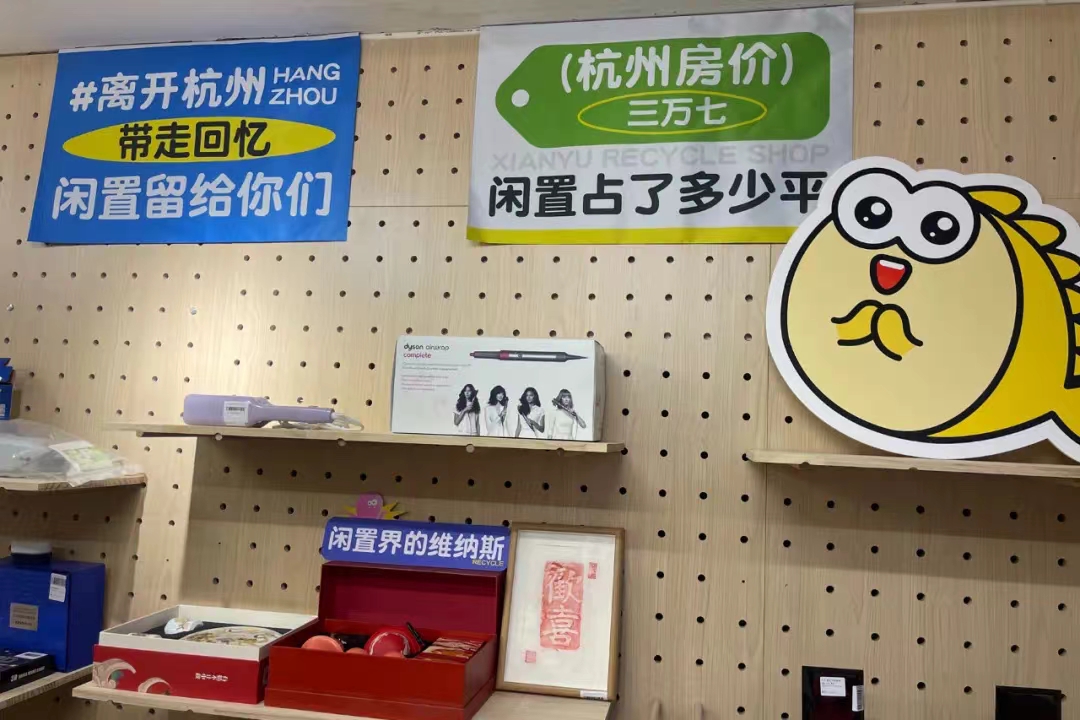 #离开杭州 HANG ZHOU
带走回忆
闲置留给你们
(杭州房价)
三万七
XIANYU RECYCLE SHOP
闲置占了多少平
dyson airwrap
complete
闲置界的维纳斯
RECYCLE
歡喜